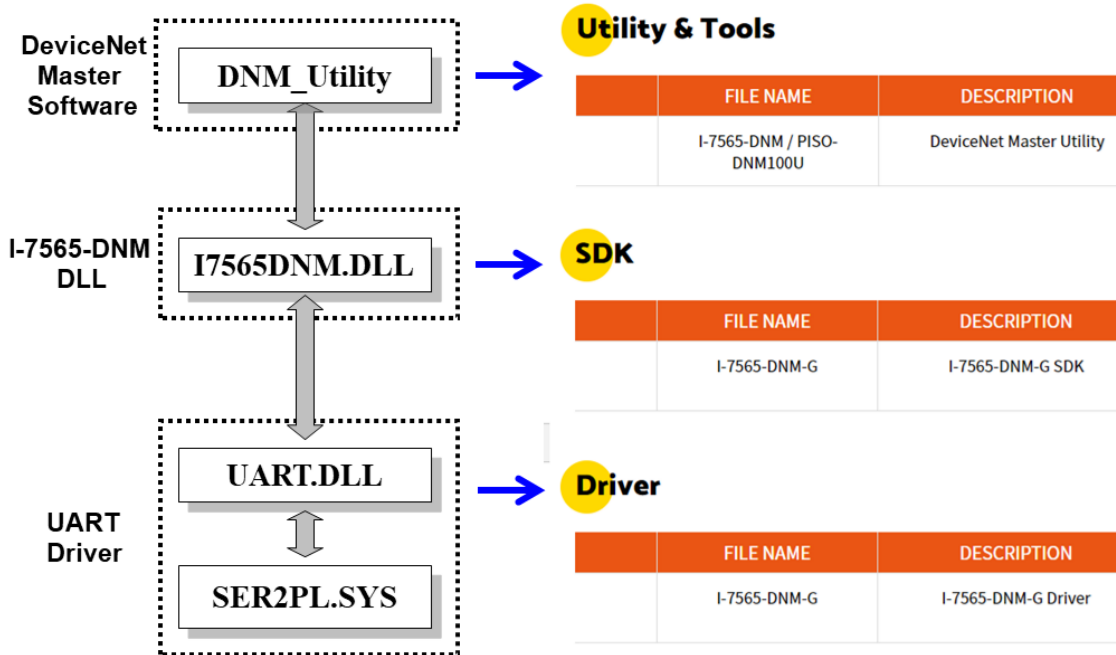 DeviceNet
Master
Software
DNM_Utility
Utility & Tools
FILE NAME
DESCRIPTION
I-7565-DNM / PISO-
DNM100U
DeviceNet Master Utility
I-7565-DNM
DLL
I7565DNM.DLL
SDK
FILE NAME
DESCRIPTION
I-7565-DNM-G
I-7565-DNM-G SDK
UART
Driver
UART.DLL
SER2PL.SYS
Driver
FILE NAME
DESCRIPTION
I-7565-DNM-G
I-7565-DNM-G Driver